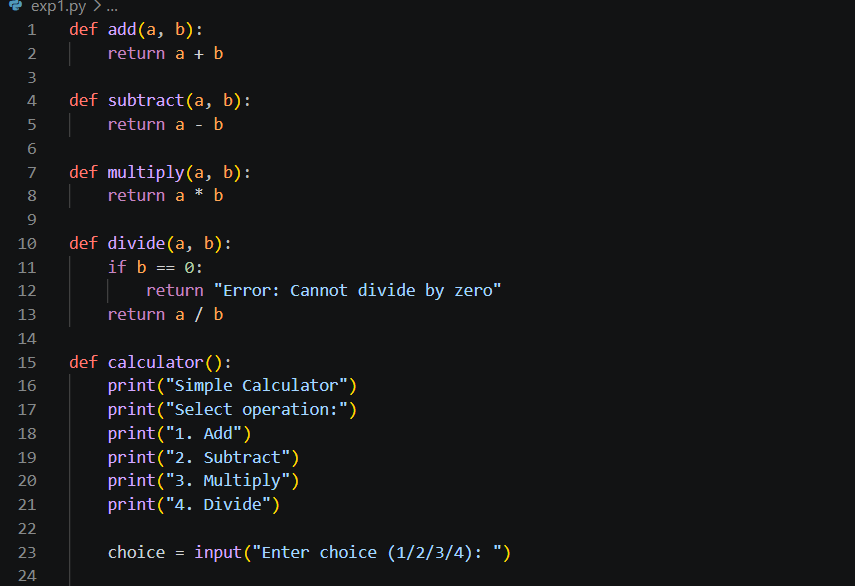 exp1.py > ...
1 def add(a, b):
2     return a + b
3
4 def subtract(a, b):
5     return a - b
6
7 def multiply(a, b):
8     return a * b
9
10 def divide(a, b):
11     if b == 0:
12         return "Error: Cannot divide by zero"
13     return a / b
14
15 def calculator():
16     print("Simple Calculator")
17     print("Select operation:")
18     print("1. Add")
19     print("2. Subtract")
20     print("3. Multiply")
21     print("4. Divide")
22
23     choice = input("Enter choice (1/2/3/4): ")
24